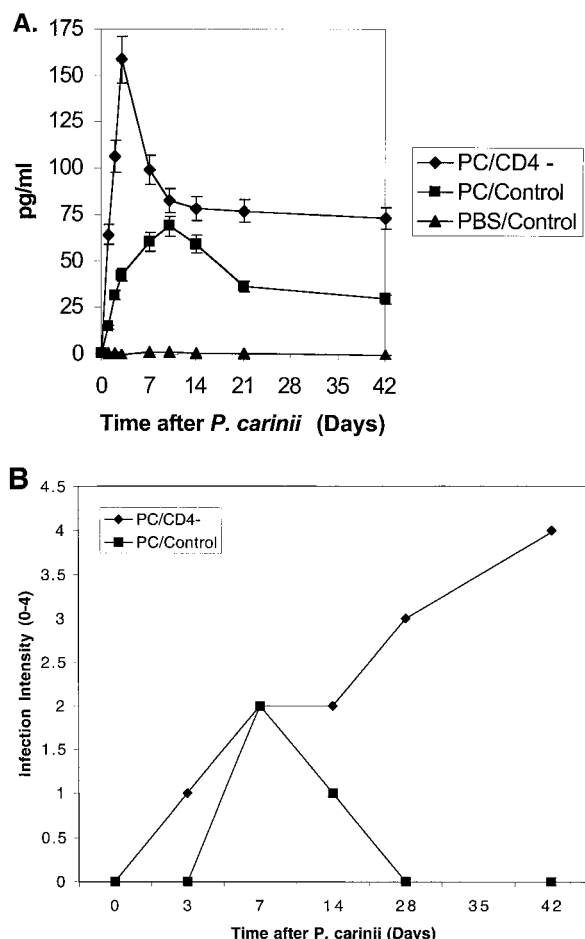 A.
175
150
125
100
75
50
25
0
pg/ml
0 7 14 21 28 35 42
Time after P. carinii (Days)
PC/CD4 -
PC/Control
PBS/Control
B
4.5
4
3.5
3
2.5
2
1.5
1
0.5
0
Infection Intensity (0-4)
PC/CD4-
PC/Control
0 3 7 14 28 35 42
Time after P. carinii (Days)